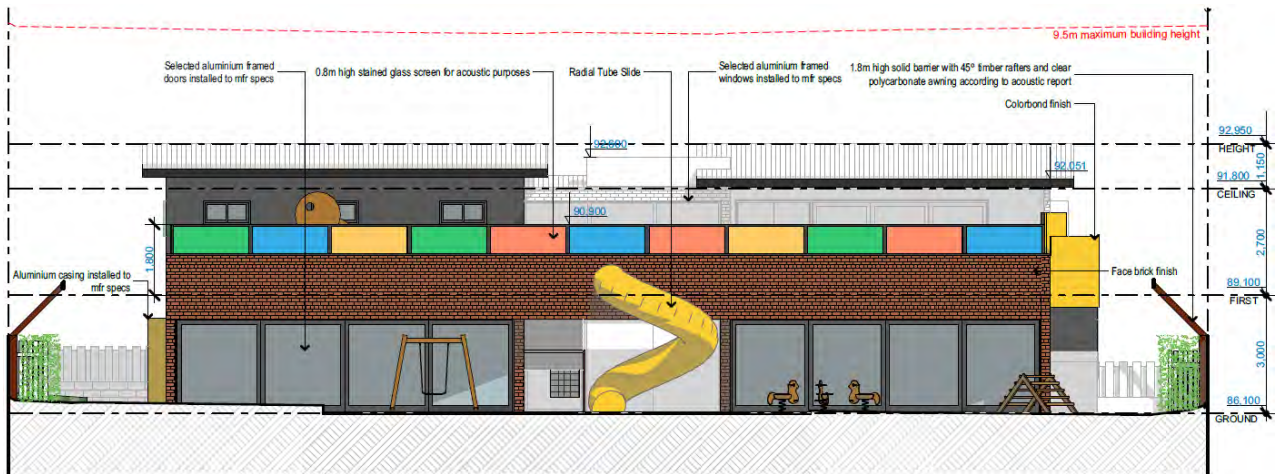 9.5m maximum building height
Selected aluminium framed
doors installed to mfr specs
0.8m high stained glass screen for acoustic purposes
Radial Tube Slide
Selected aluminium framed
windows installed to mfr specs
1.8m high solid barrier with 45° timber rafters and clear
polycarbonate awning according to acoustic report
Colorbond finish
92,950
HEIGHT
1,150
92,051
91,800
CEILING
90,900
2,700
1,800
Aluminium casing installed to
mfr specs
Face brick finish
89,100
FIRST
3,000
86,100
GROUND